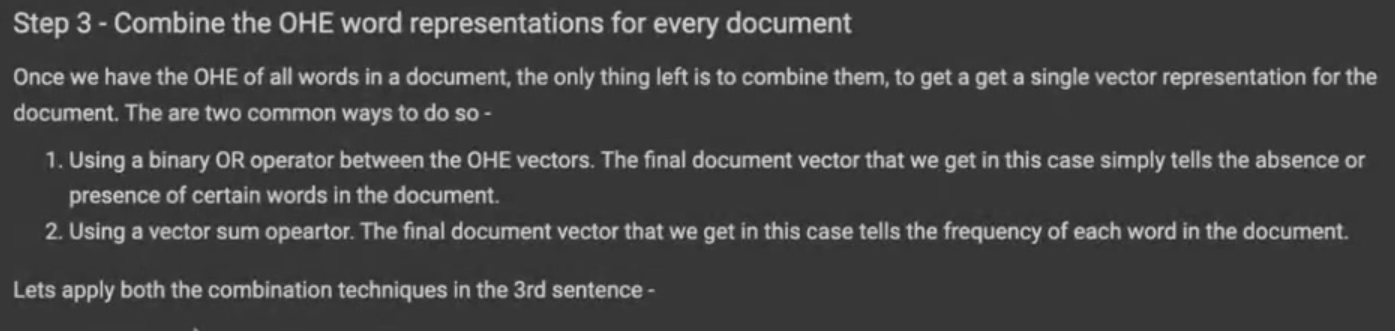 Step 3 - Combine the OHE word representations for every document
Once we have the OHE of all words in a document, the only thing left is to combine them, to get a get a single vector representation for the
document. The are two common ways to do so -
1. Using a binary OR operator between the OHE vectors. The final document vector that we get in this case simply tells the absence or
presence of certain words in the document.
2. Using a vector sum opeartor. The final document vector that we get in this case tells the frequency of each word in the document.
Lets apply both the combination techniques in the 3rd sentence -